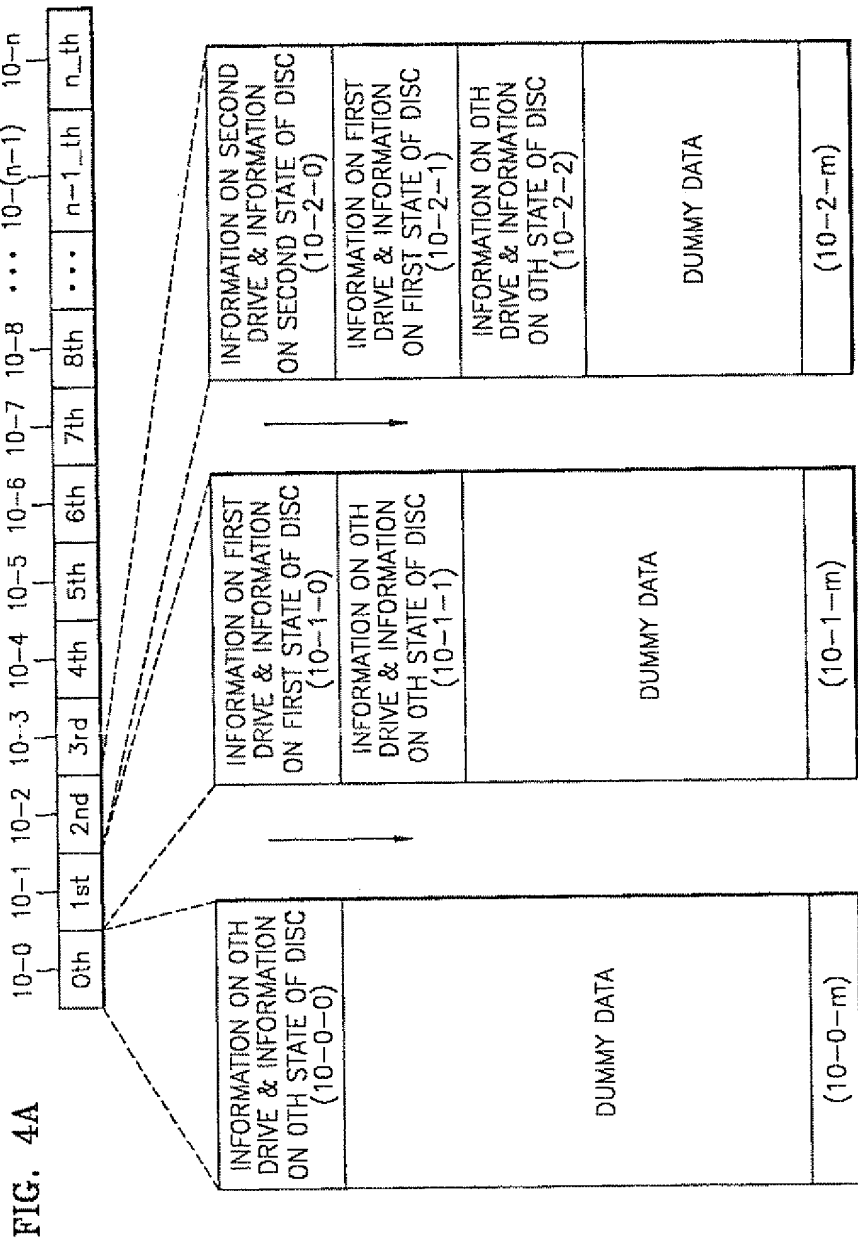 FIG. 4A
10-0 10-1 10-2 10-3 10-4 10-5 10-6 10-7 10-8 ••• 10-(n-1) 10-n
0th 1st 2nd 3rd 4th 5th 6th 7th 8th ••• n-1_th n_th
INFORMATION ON 0TH
DRIVE & INFORMATION
ON 0TH STATE OF DISC
(10-0-0)
DUMMY DATA
(10-0-m)
INFORMATION ON FIRST
DRIVE & INFORMATION
ON FIRST STATE OF DISC
(10-1-0)
INFORMATION ON 0TH
DRIVE & INFORMATION
ON 0TH STATE OF DISC
(10-1-1)
DUMMY DATA
(10-1-m)
INFORMATION ON SECOND
DRIVE & INFORMATION
ON SECOND STATE OF DISC
(10-2-0)
INFORMATION ON FIRST
DRIVE & INFORMATION
ON FIRST STATE OF DISC
(10-2-1)
INFORMATION ON 0TH
DRIVE & INFORMATION
ON 0TH STATE OF DISC
(10-2-2)
DUMMY DATA
(10-2-m)